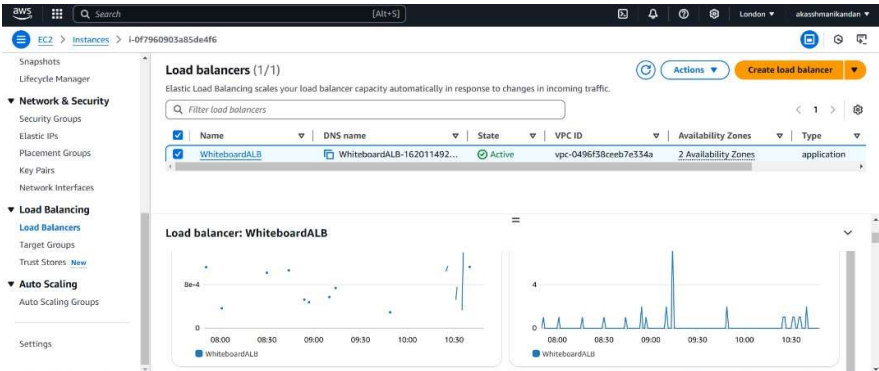 aws Search [Alt+S] London akasshmanikandan
EC2 > Instances > i-0f7960903a85de4f6
Snapshots
Lifecycle Manager
Network & Security
Security Groups
Elastic IPs
Placement Groups
Key Pairs
Network Interfaces
Load Balancing
Load Balancers
Target Groups
Trust Stores New
Auto Scaling
Auto Scaling Groups
Settings
Load balancers (1/1)
Actions
Create load balancer
Elastic Load Balancing scales your load balancer capacity automatically in response to changes in incoming traffic.
Filter load balancers
< 1 >
Name DNS name State VPC ID Availability Zones Type
WhiteboardALB WhiteboardALB-162011492... Active vpc-0496f38ceeb7e334a 2 Availability Zones application
Load balancer: WhiteboardALB
8e-4
0
08:00 08:30 09:00 09:30 10:00 10:30
WhiteboardALB
4
0
08:00 08:30 09:00 09:30 10:00 10:30
WhiteboardALB